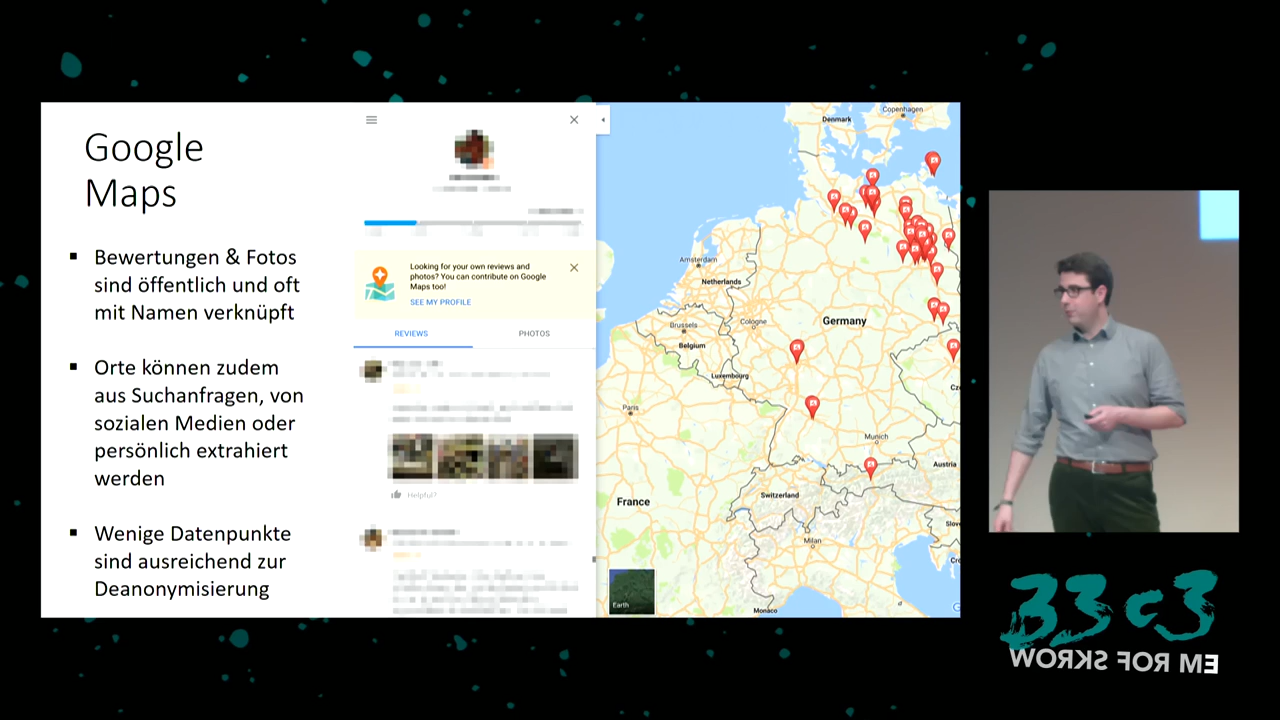 Google
Maps
▪ Bewertungen & Fotos
sind öffentlich und oft
mit Namen verknüpft
▪ Orte können zudem
aus Suchanfragen, von
sozialen Medien oder
persönlich extrahiert
werden
▪ Wenige Datenpunkte
sind ausreichend zur
Deanonymisierung
Looking for your own reviews and
photos? You can contribute on Google
Maps too!
SEE MY PROFILE
REVIEWS
PHOTOS
Helpful?
Copenhagen
Denmark
Amsterdam
Netherlands
Cologne
Germany
Brussels
Belgium
Luxembourg
Cz
Paris
Munich
Austria
Switzerland
France
Slov
Milan
Cr
Earth
Monaco
G
33c3
WORKS FOR ME